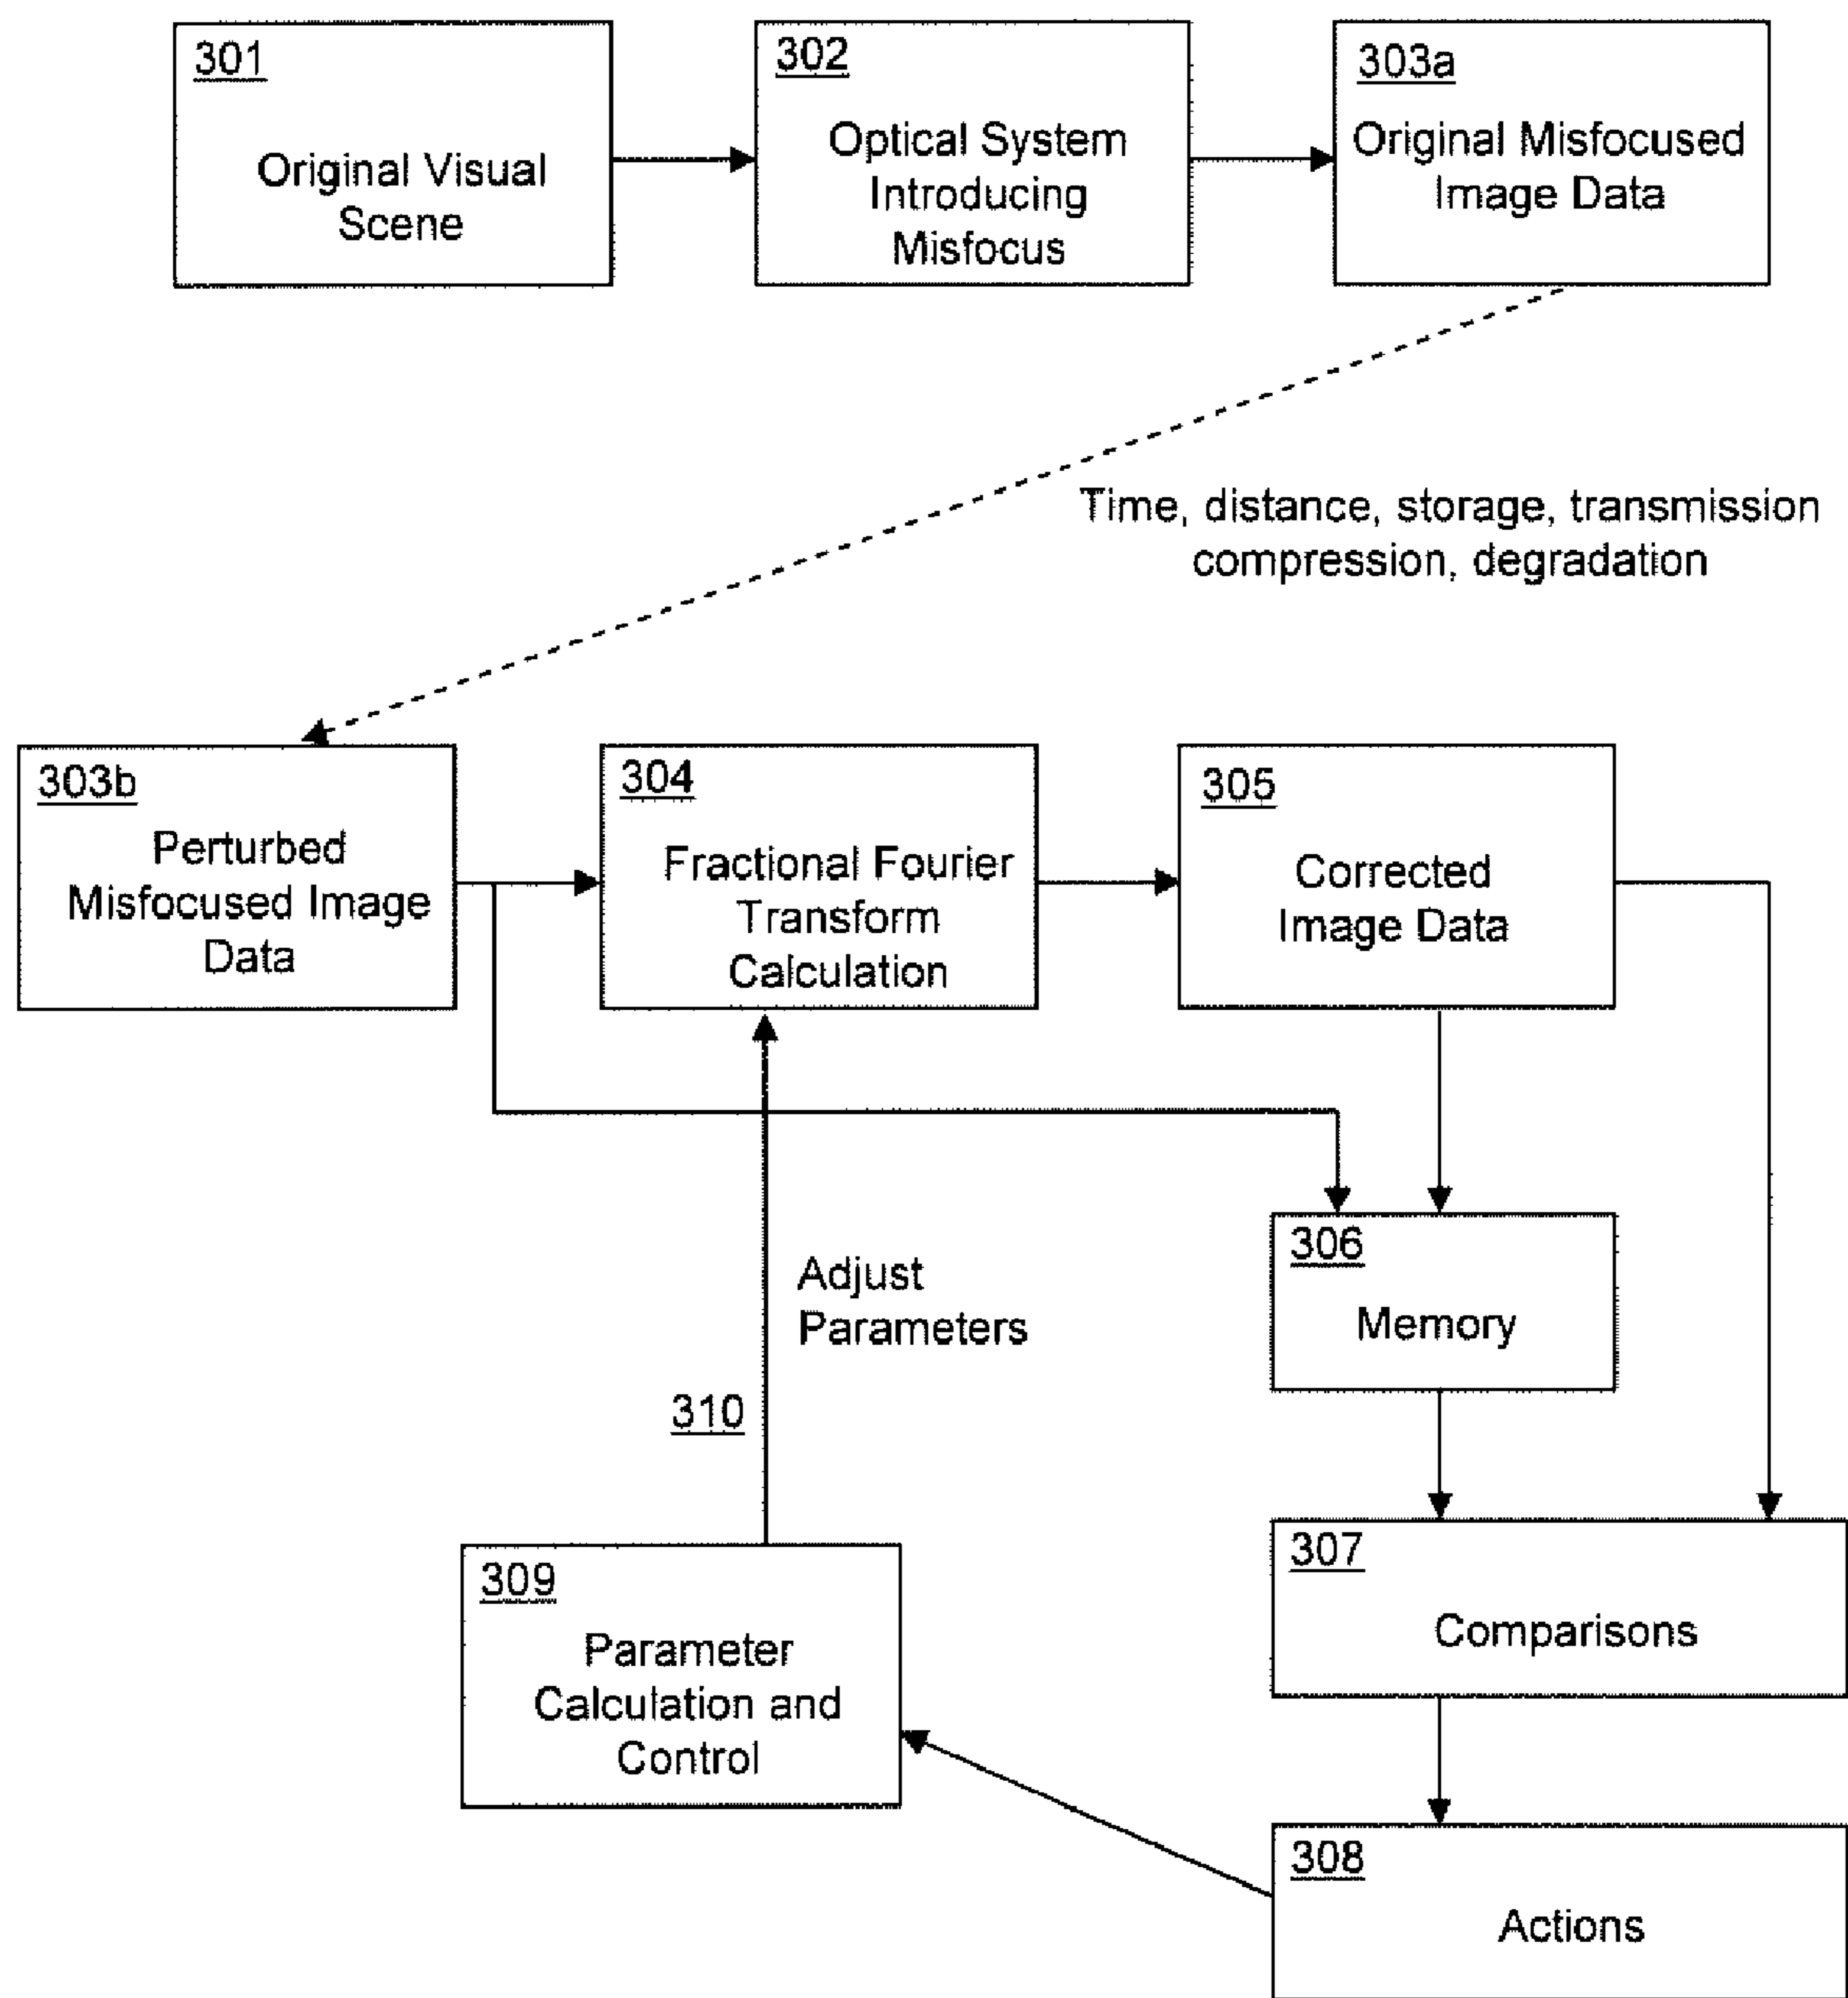 301
Original Visual
Scene
302
Optical System
Introducing
Misfocus
303a
Original Misfocused
Image Data
Time, distance, storage, transmission
compression, degradation
303b
Perturbed
Misfocused Image
Data
304
Fractional Fourier
Transform
Calculation
305
Corrected
Image Data
306
Memory
Adjust
Parameters
310
307
Comparisons
309
Parameter
Calculation and
Control
308
Actions